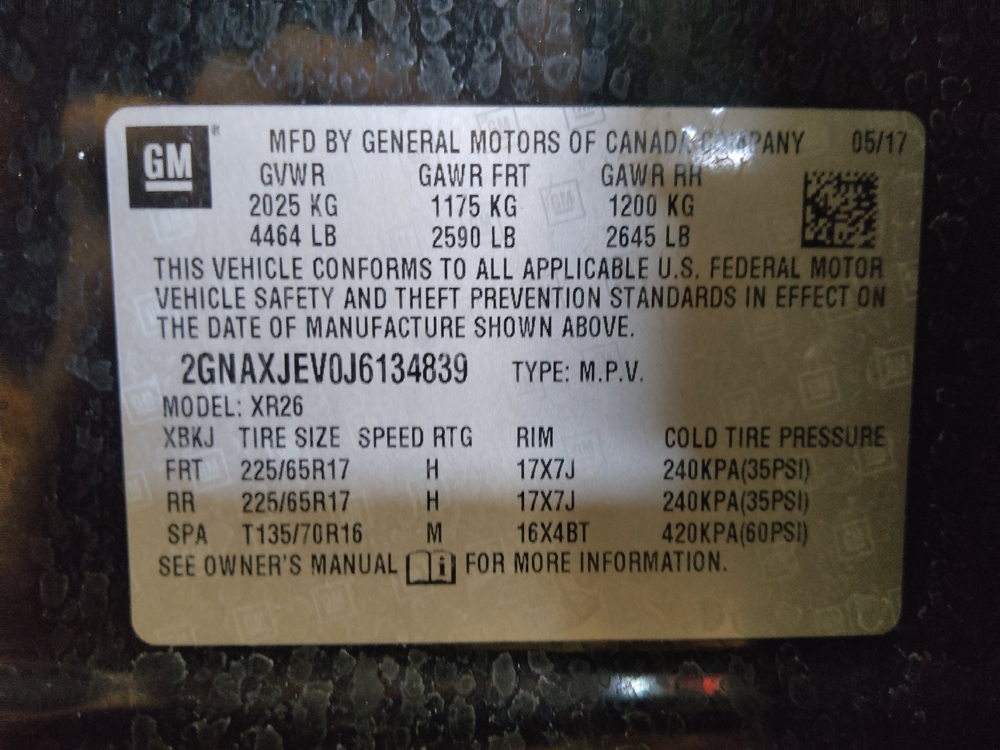 GM
MFD BY GENERAL MOTORS OF CANADA COMPANY 05/17
GVWR GAWR FRT GAWR RR
2025 KG 1175 KG 1200 KG
4464 LB 2590 LB 2645 LB
THIS VEHICLE CONFORMS TO ALL APPLICABLE U.S. FEDERAL MOTOR
VEHICLE SAFETY AND THEFT PREVENTION STANDARDS IN EFFECT ON
THE DATE OF MANUFACTURE SHOWN ABOVE.
2GNAXJEV0J6134839 TYPE: M.P.V.
MODEL: XR26
XBKJ TIRE SIZE SPEED RTG RIM COLD TIRE PRESSURE
FRT 225/65R17 H 17X7J 240KPA(35PSI)
RR 225/65R17 H 17X7J 240KPA(35PSI)
SPA T135/70R16 M 16X4BT 420KPA(60PSI)
SEE OWNER'S MANUAL i FOR MORE INFORMATION.